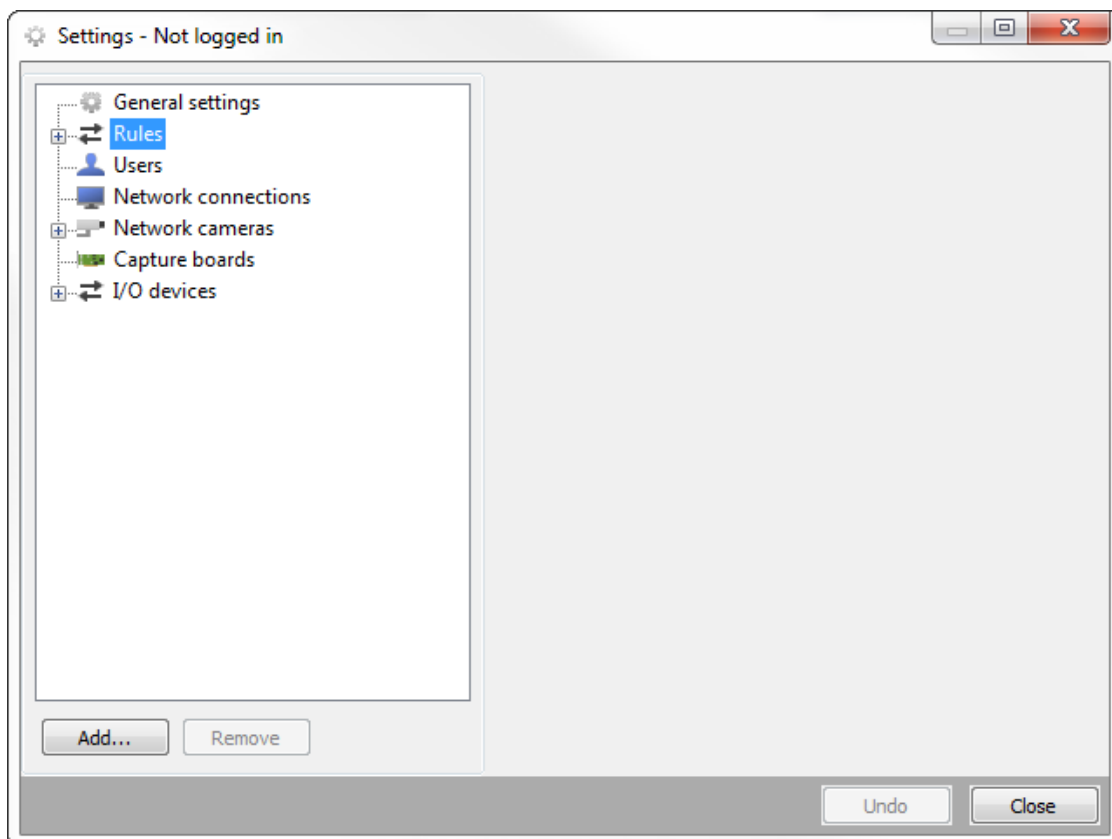 Settings - Not logged in
General settings
Rules
Users
Network connections
Network cameras
Capture boards
I/O devices
Add... Remove
Undo Close